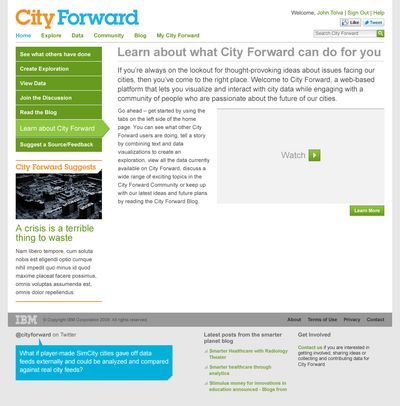 City Forward
Welcome, John Tolva | Sign Out | Help
Like Tweet
Home Explore Data Community Blog My City Forward
Search City Forward
See what others have done
Create Exploration
View Data
Join the Discussion
Read the Blog
Learn about City Forward
Suggest a Source/Feedback
Learn about what City Forward can do for you
If you're always on the lookout for thought-provoking ideas about issues facing our
cities, then you've come to the right place. Welcome to City Forward, a web-based
platform that lets you visualize and interact with city data while engaging with a
community of people who are passionate about the future of our cities.
Go ahead – get started by using the
tabs on the left side of the home
page. You can see what other City
Forward users are doing, tell a story
by combining text and data
visualizations to create an
exploration, view all the data currently
available on City Forward, discuss a
wide range of exciting topics in the
City Forward Community or keep up
with our latest ideas and future plans
by reading the City Forward Blog
Watch
Learn More
City Forward Suggests
A crisis is a terrible
thing to waste
Nam libero tempore, cum soluta
nobis est eligendi optio cumque
nihil impedit quo minus id quod
maxime placeat facere possimus,
omnis voluptas assumenda est,
omnis dolor repellendus.
IBM © Copyright IBM Corporation 2009. All rights reserved. About Terms of Use Privacy Contact
@cityforward on Twitter
What if player-made SimCity cities gave off data
feeds externally and could be analyzed and compared
against real city feeds?
Latest posts from the smarter
planet blog
Smarter Healthcare with Radiology
Theater
Smarter healthcare through
analytics
Stimulus money for innovations in
education announced - Blogs from
Get Involved
Contact us if you are interested in
getting involved, sharing ideas or
collecting and contributing data for
City Forward.